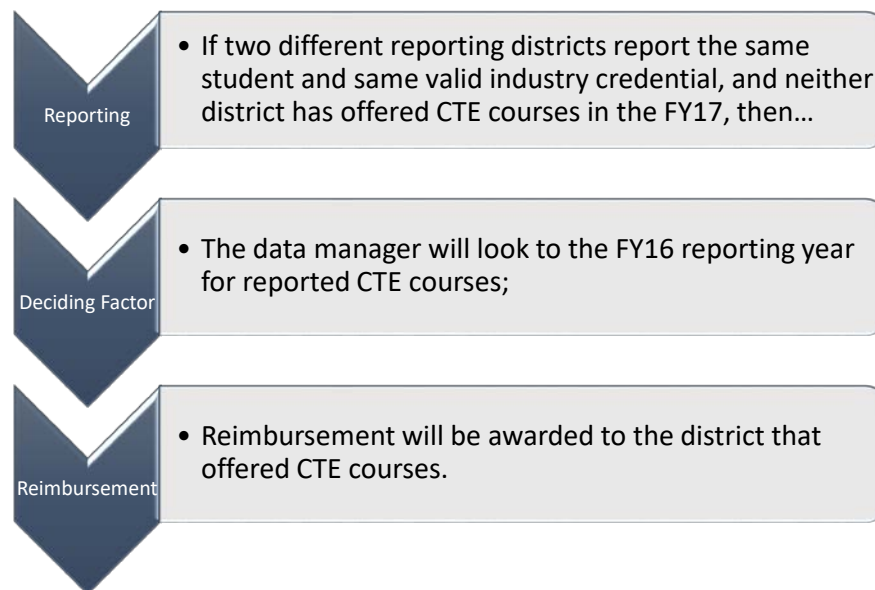 Reporting
• If two different reporting districts report the same
student and same valid industry credential, and neither
district has offered CTE courses in the FY17, then…
Deciding Factor
• The data manager will look to the FY16 reporting year
for reported CTE courses;
Reimbursement
• Reimbursement will be awarded to the district that
offered CTE courses.